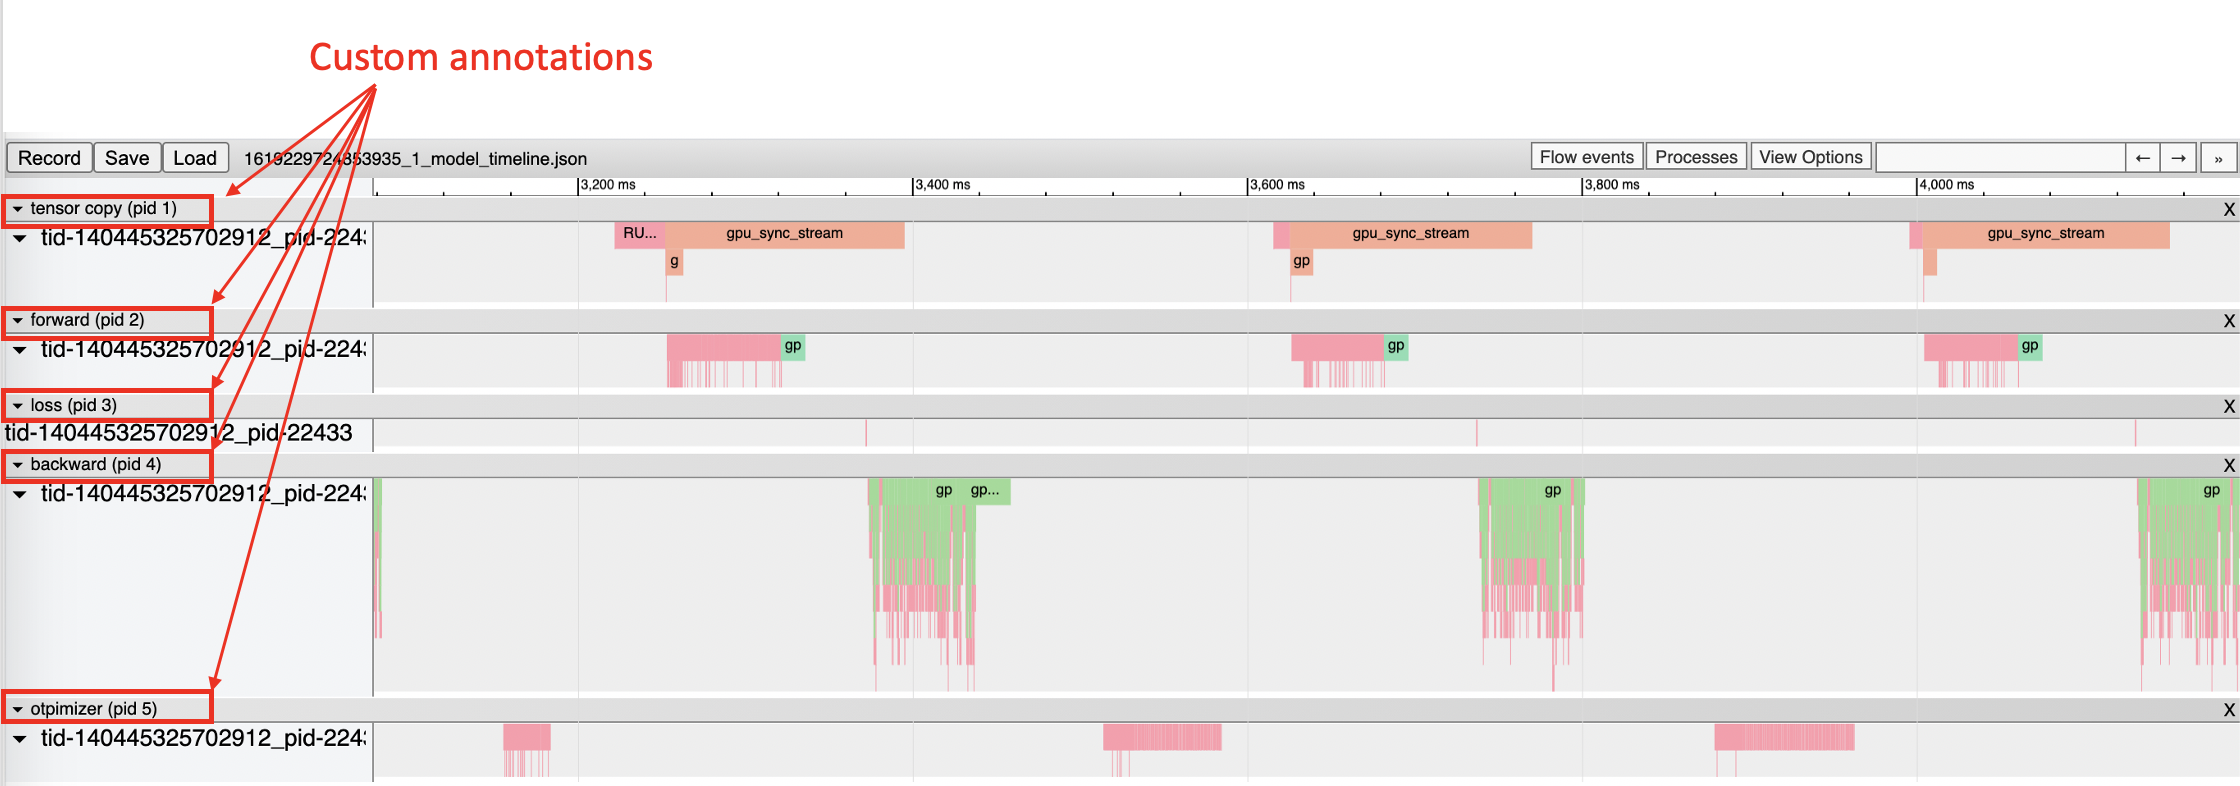 Custom annotations
Record Save Load 1619229724353935_1_model_timeline.json Flow events Processes View Options ← → »
3,200 ms 3,400 ms 3,600 ms 3,800 ms 4,000 ms
tensor copy (pid 1) X
tid-140445325702912_pid-224 RU... gpu_sync_stream gpu_sync_stream gpu_sync_stream
g gp
forward (pid 2) X
tid-140445325702912_pid-224 gp gp gp
loss (pid 3) X
tid-140445325702912_pid-22433
backward (pid 4) X
tid-140445325702912_pid-224 gp gp... gp gp
otpimizer (pid 5) X
tid-140445325702912_pid-224